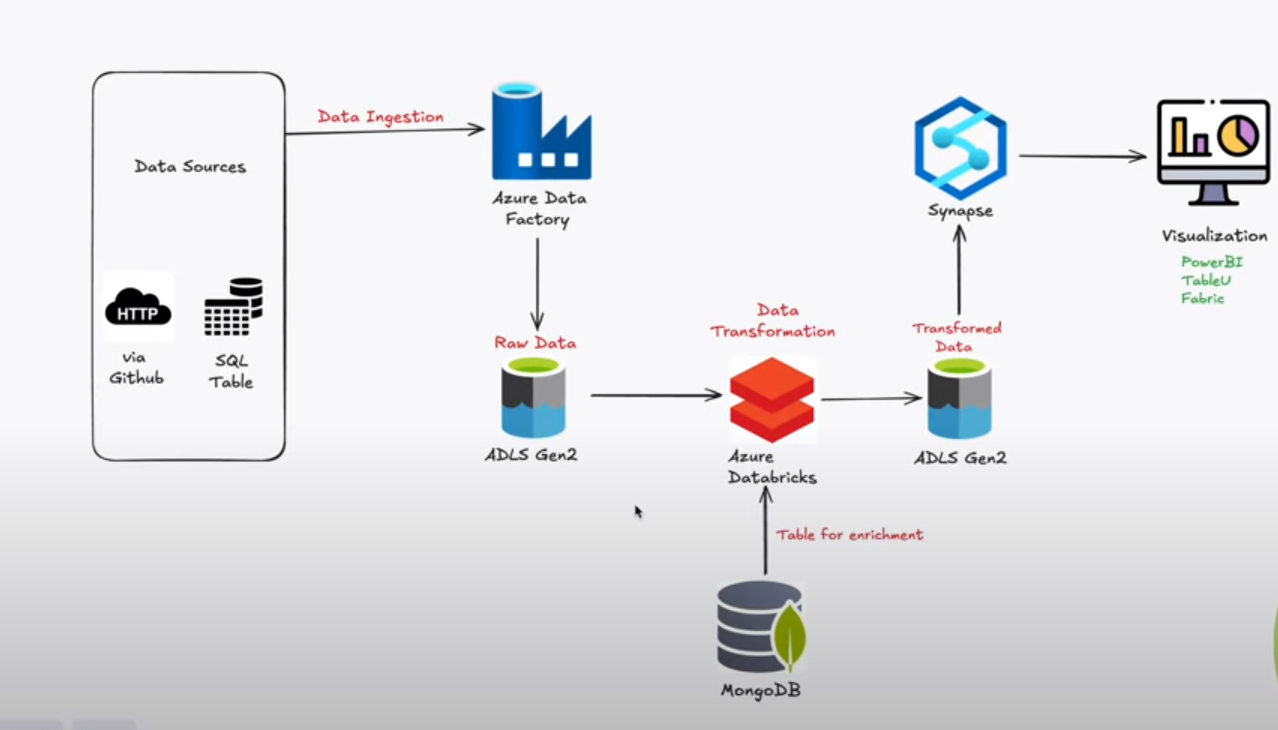 Data Sources
HTTP
via
Github
SQL
Table
Data Ingestion
Azure Data
Factory
Raw Data
ADLS Gen2
Data
Transformation
Azure
Databricks
Table for enrichment
MongoDB
Transformed
Data
ADLS Gen2
Synapse
Visualization
PowerBI
TableU
Fabric